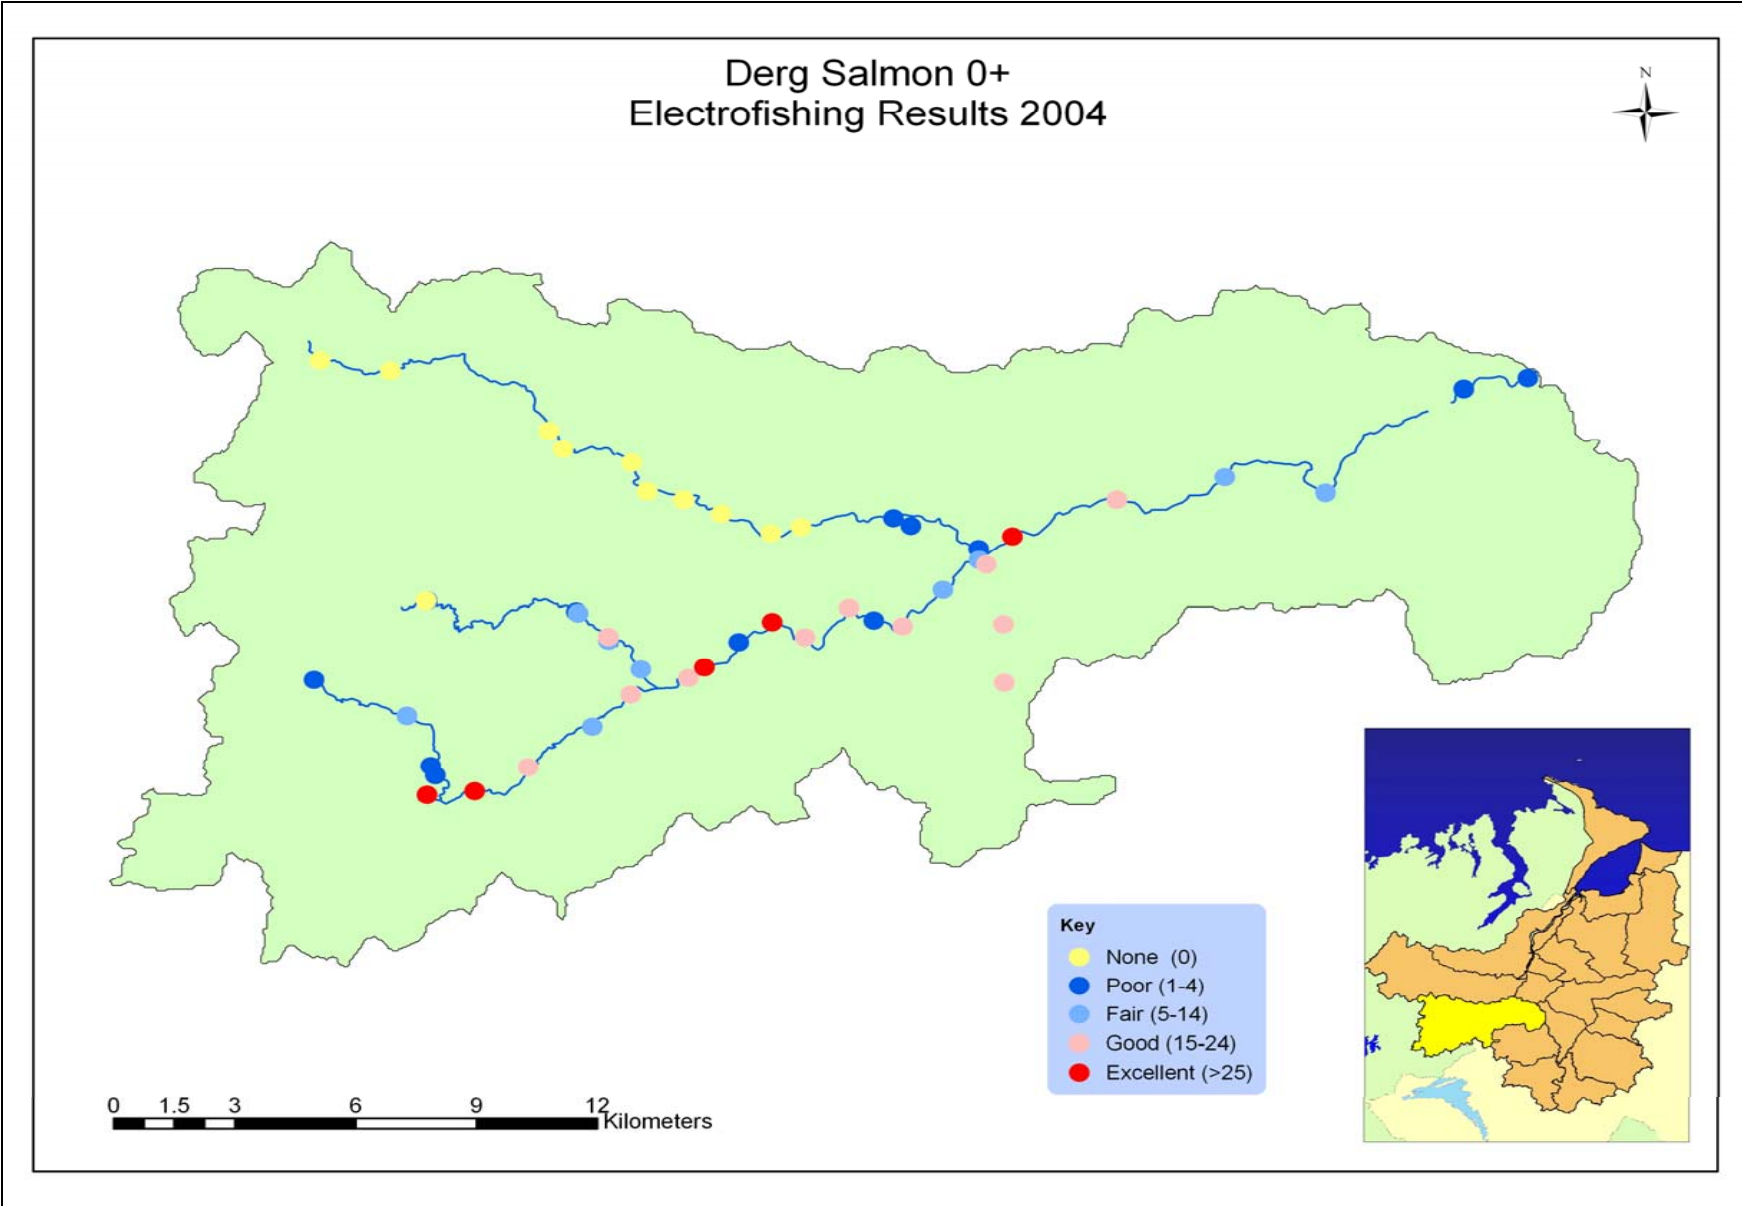 Derg Salmon 0+
Electrofishing Results 2004
N
Key
None (0)
Poor (1-4)
Fair (5-14)
Good (15-24)
Excellent (>25)
0 1.5 3 6 9 12
Kilometers